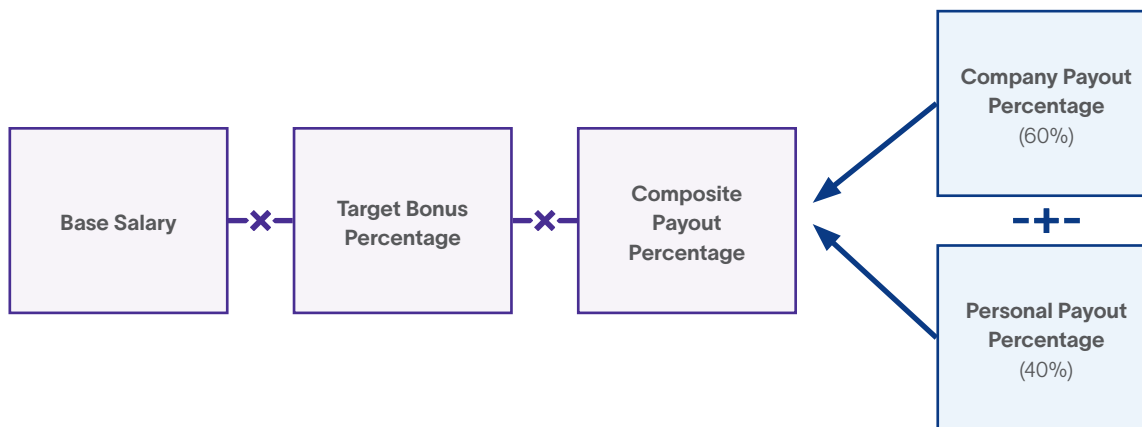 Base Salary
Target Bonus
Percentage
Composite
Payout
Percentage
Company Payout
Percentage
(60%)
Personal Payout
Percentage
(40%)